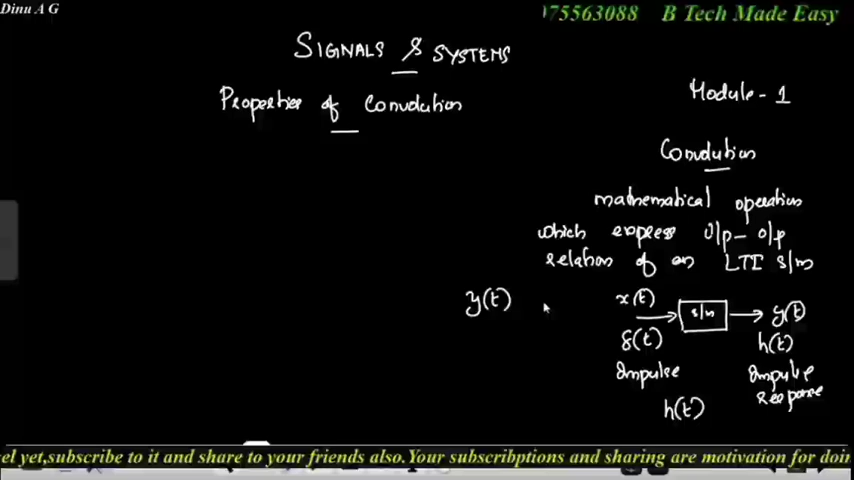 Dinu A G
075563088 B Tech Made Easy
SIGNALS & SYSTEMS
Properties of Convolution
Module - 1
Convolution
mathematical operation
which express i/p - o/p
relation of an LTI s/m
y(t)
x(t) s/m y(t)
δ(t) h(t)
Impulse Impulse
response
h(t)
el yet,subscribe to it and share to your friends also.Your subscribptions and sharing are motivation for doin